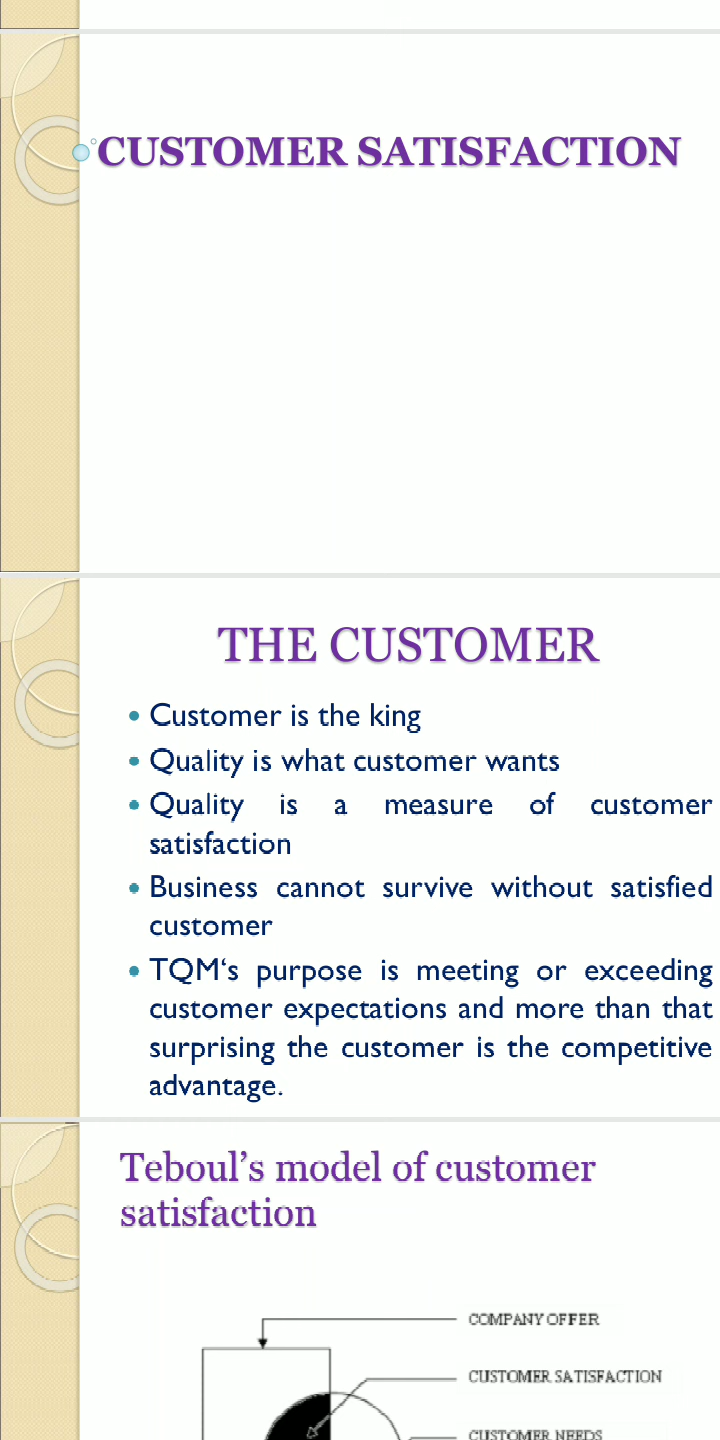 CUSTOMER SATISFACTION
THE CUSTOMER
Customer is the king
Quality is what customer wants
Quality is a measure of customer
satisfaction
Business cannot survive without satisfied
customer
TQM‘s purpose is meeting or exceeding
customer expectations and more than that
surprising the customer is the competitive
advantage.
Teboul’s model of customer
satisfaction
COMPANY OFFER
CUSTOMER SATISFACTION
CUSTOMER NEEDS